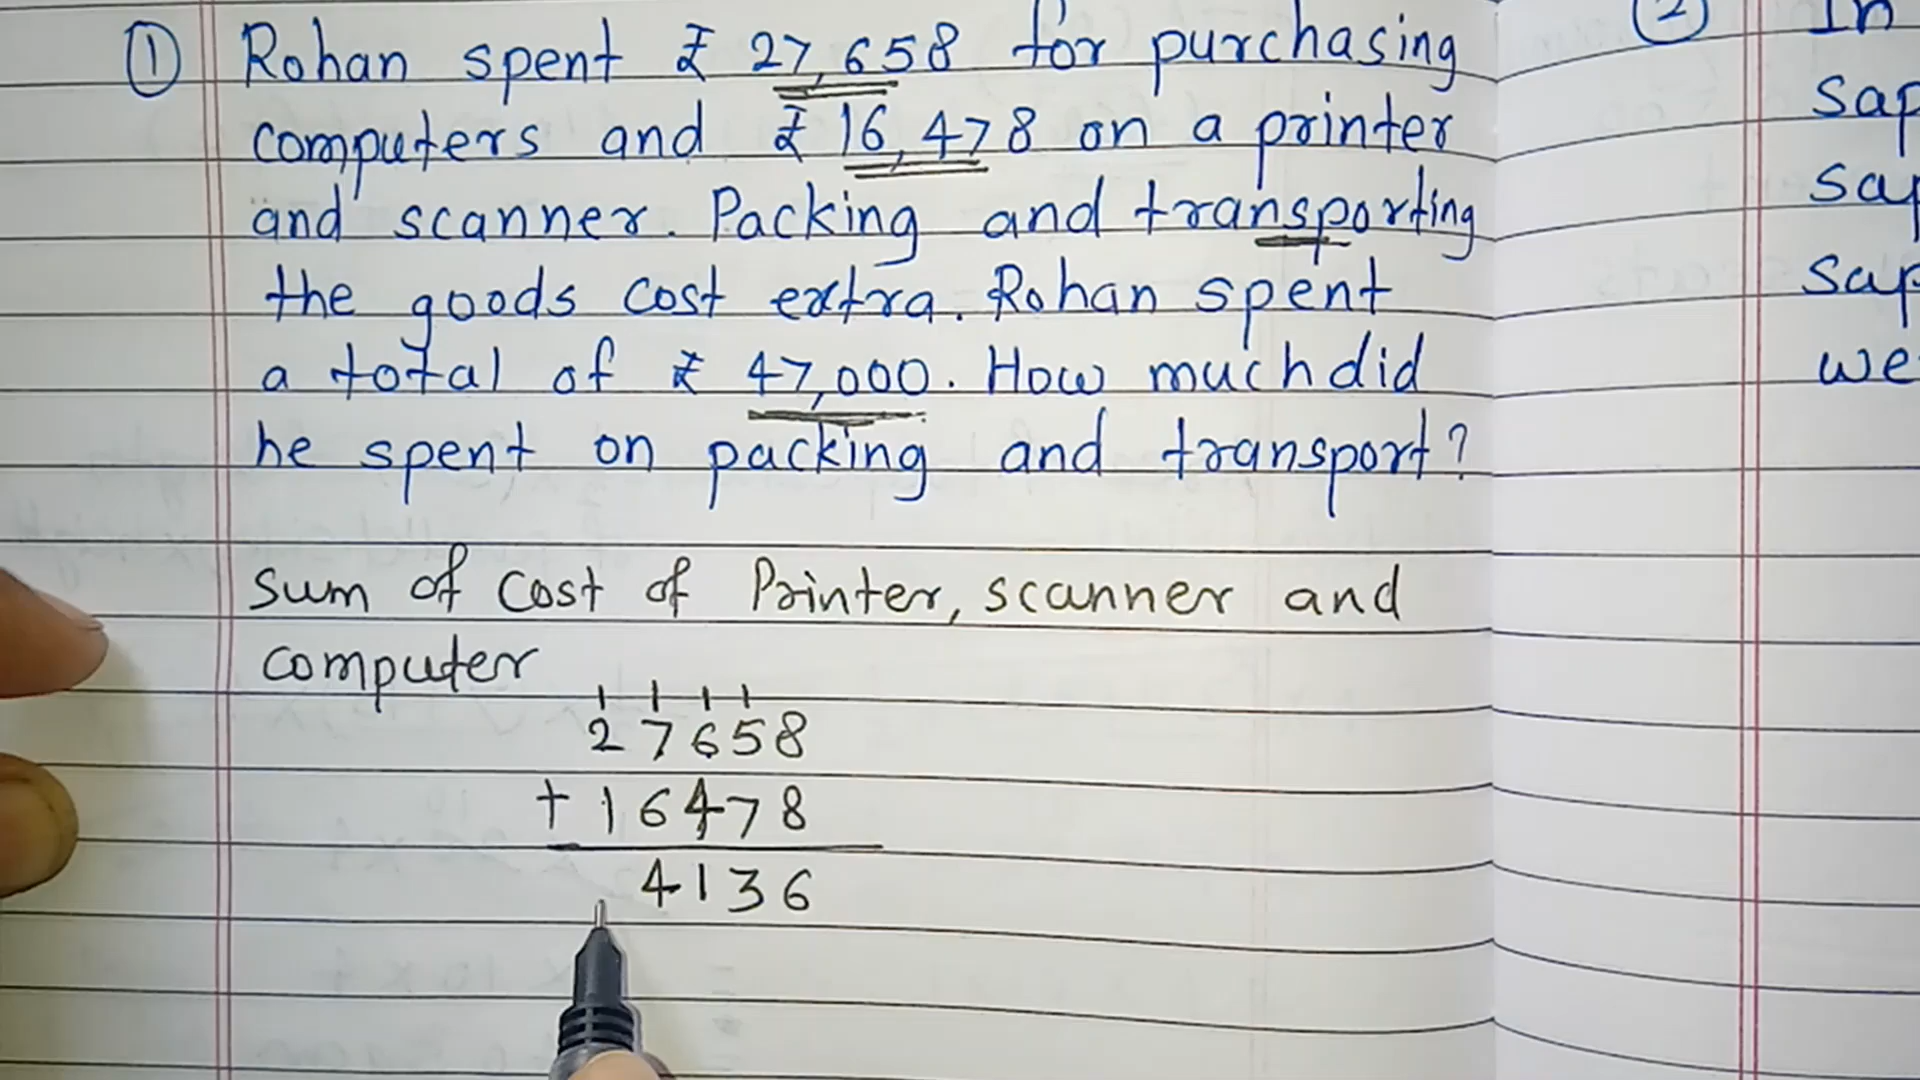 ① Rohan spent ₹ 27,658 for purchasing
computers and ₹ 16,478 on a printer
and scanner. Packing and transporting
the goods cost extra. Rohan spent
a total of ₹ 47,000. How much did
he spent on packing and transport?
Sum of cost of Printer, scanner and
computer
1 1 1 1
2 7 6 5 8
+ 1 6 4 7 8
4 1 3 6
② In
sap
say
sap
we